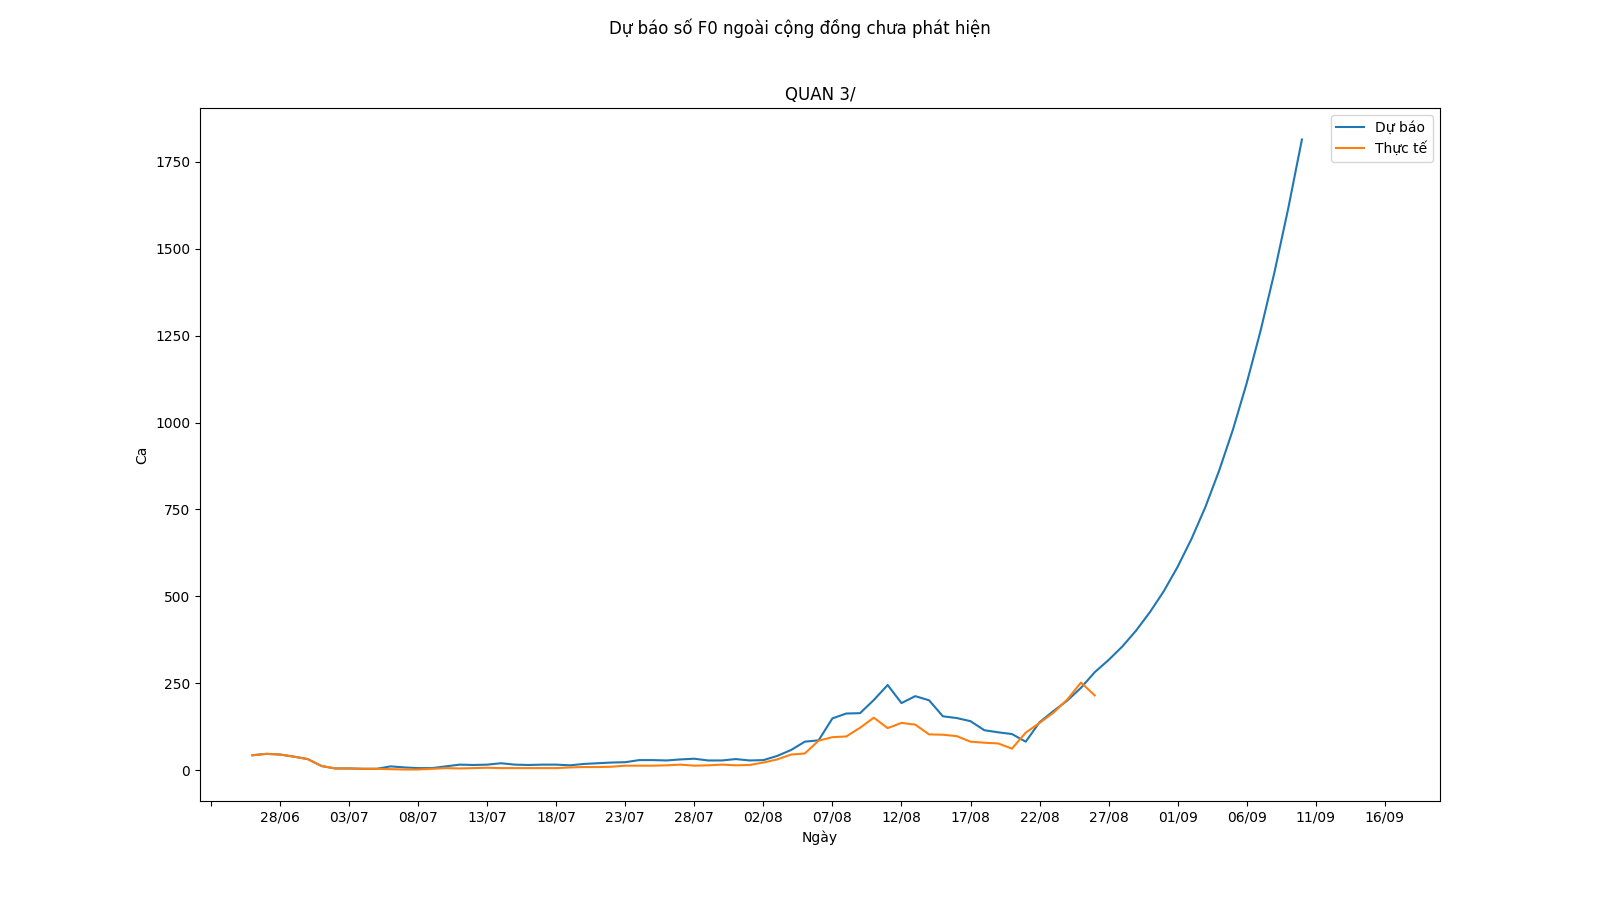 Dự báo số F0 ngoài cộng đồng chưa phát hiện
QUAN 3/
Dự báo
Thực tế
1750
1500
1250
1000
750
500
250
0
Ca
28/06 03/07 08/07 13/07 18/07 23/07 28/07 02/08 07/08 12/08 17/08 22/08 27/08 01/09 06/09 11/09 16/09
Ngày